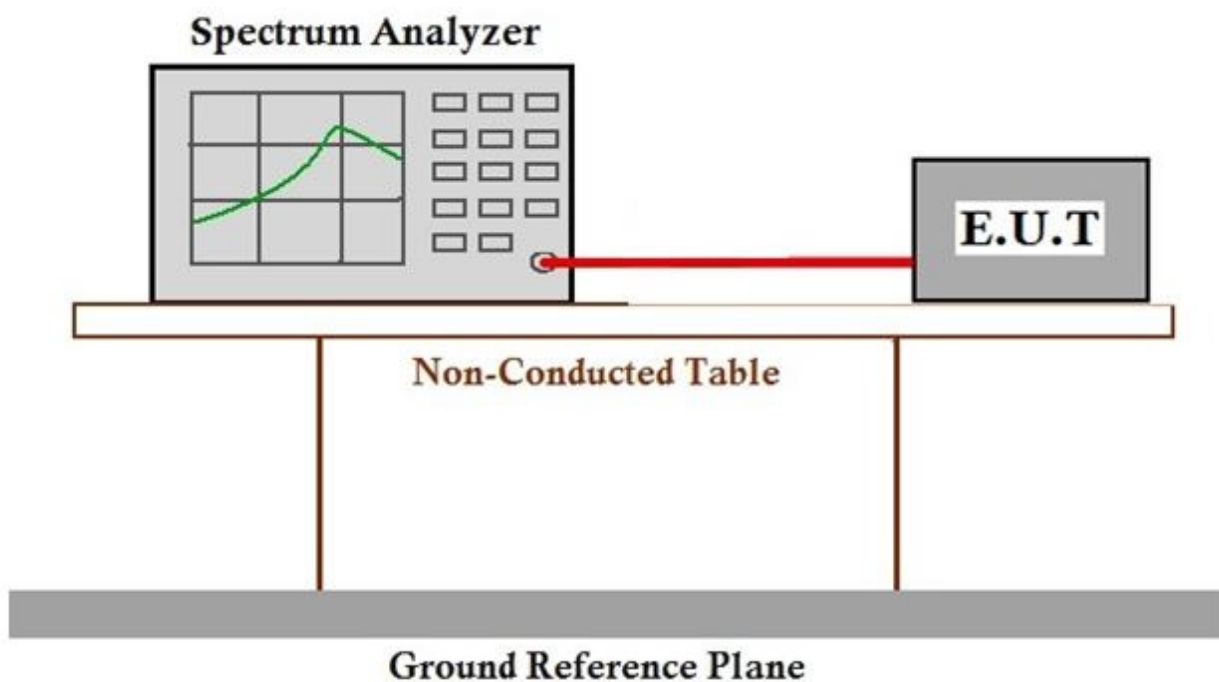 Spectrum Analyzer
E.U.T
Non-Conducted Table
Ground Reference Plane